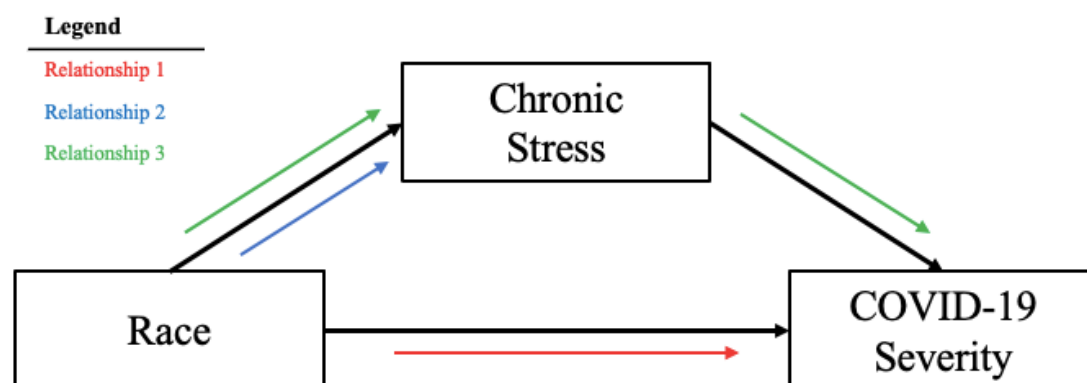 Legend
Relationship 1
Relationship 2
Relationship 3
Chronic
Stress
Race
COVID-19
Severity